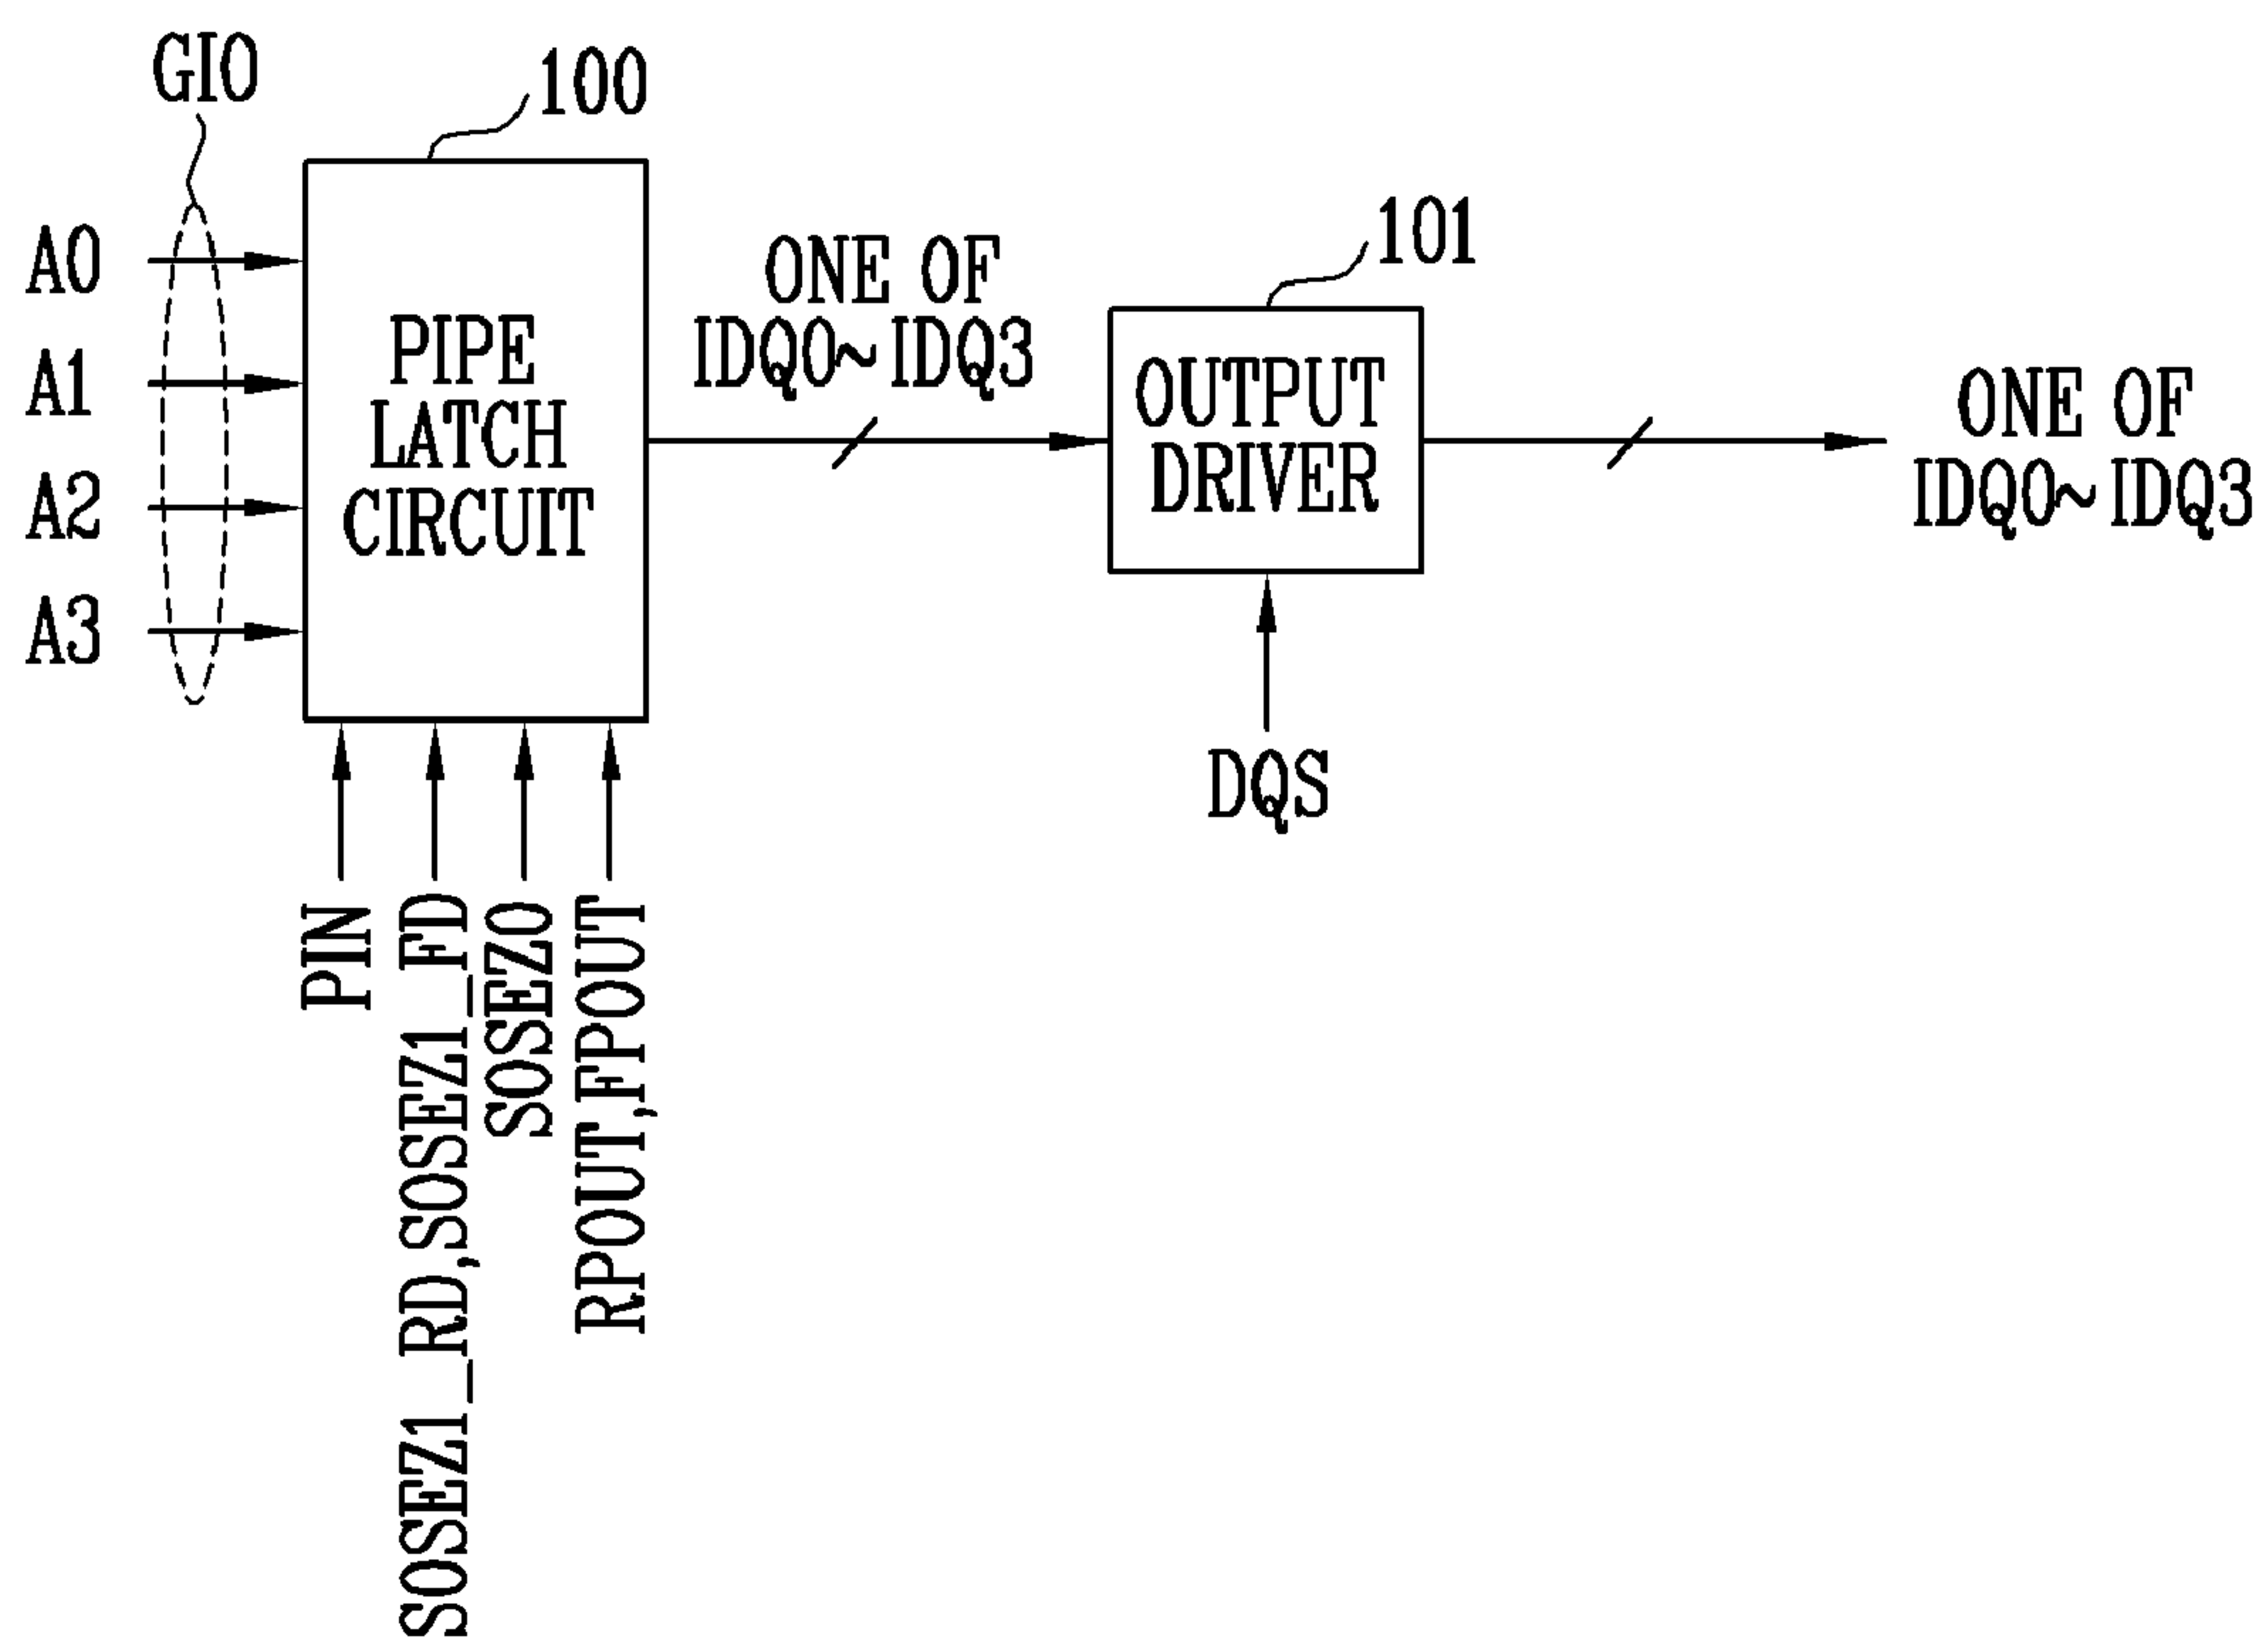 GIO
100
A0
A1
A2
A3
PIPE
LATCH
CIRCUIT
ONE OF
IDQ0~ IDQ3
101
OUTPUT
DRIVER
ONE OF
IDQ0~ IDQ3
DQS
PIN
SOSEZ1_RD,SOSEZ1_FD
SOSEZ0
RPOUT,FPOUT